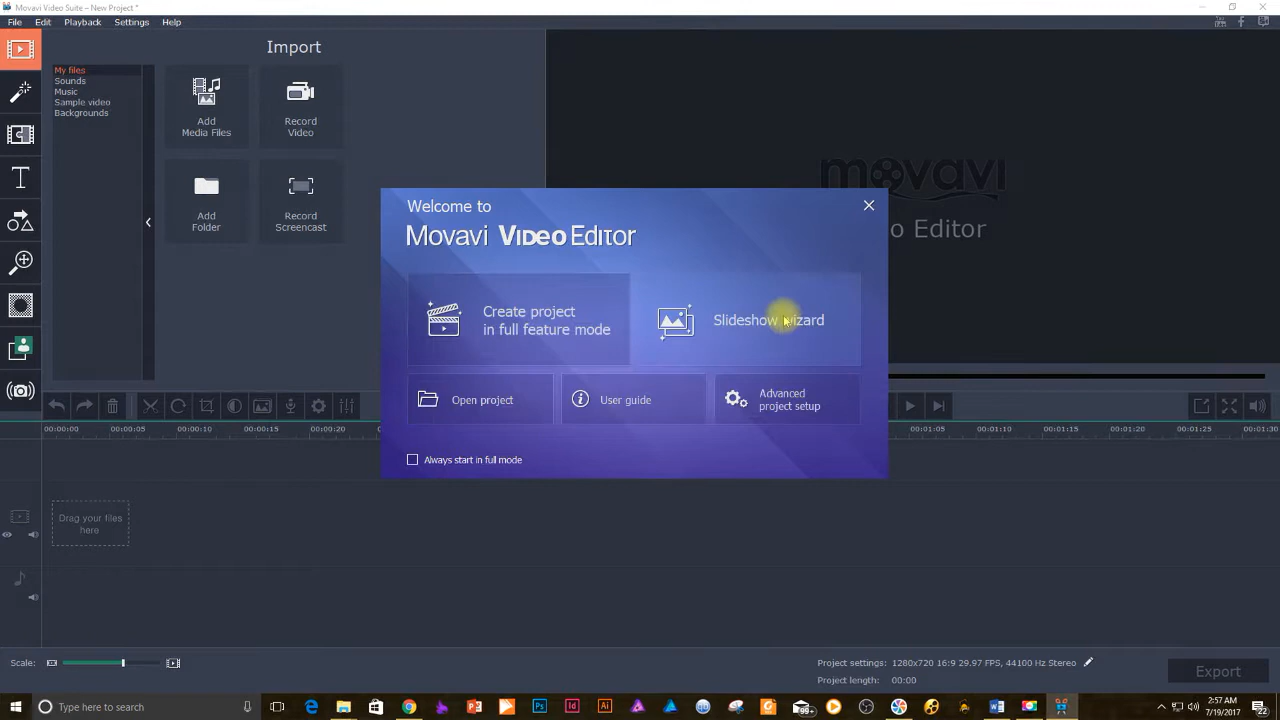 Movavi Video Suite – New Project *
File Edit Playback Settings Help
Import
My files
Sounds
Music
Sample video
Backgrounds
Add
Media Files
Record
Video
Add
Folder
Record
Screencast
movavi
o Editor
Welcome to
Movavi VIDEO EDITOR
Create project
in full feature mode
Slideshow wizard
Open project
User guide
Advanced
project setup
Always start in full mode
00:00:00 00:00:05 00:00:10 00:00:15 00:00:20 00:01:05 00:01:10 00:01:15 00:01:20 00:01:25 00:01:30
Drag your files
here
Scale:
Project settings: 1280x720 16:9 29.97 FPS, 44100 Hz Stereo
Project length: 00:00
Export
Type here to search
Ps
Id
Ai
2:57 AM
7/19/2017